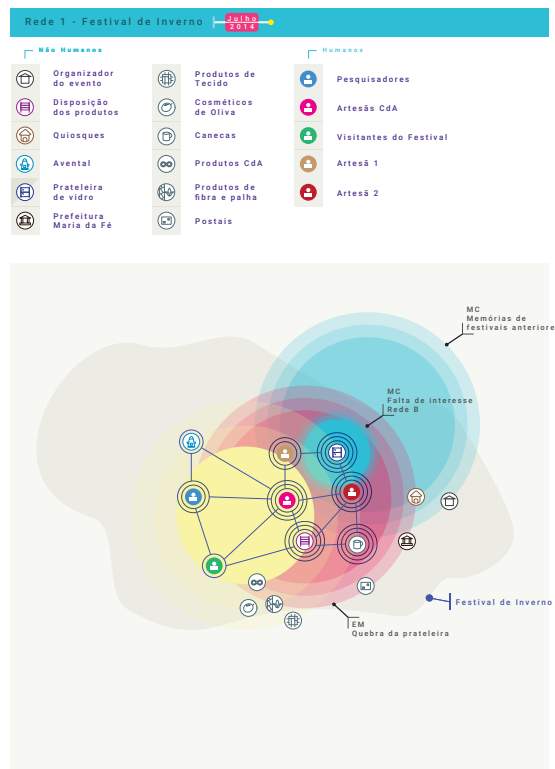 Rede 1 - Festival de Inverno
Julho
2014
Não Humanos
Humanos
Organizador
do evento
Disposição
dos produtos
Quiosques
Avental
Prateleira
de vidro
Prefeitura
Maria da Fé
Produtos de
Tecido
Cosméticos
de Oliva
Canecas
Produtos CdA
Produtos de
fibra e palha
Postais
Pesquisadores
Artesãs CdA
Visitantes do Festival
Artesã 1
Artesã 2
MC
Memórias de
festivais anteriore
MC
Falta de interesse
Rede B
Festival de Inverno
EM
Quebra da prateleira